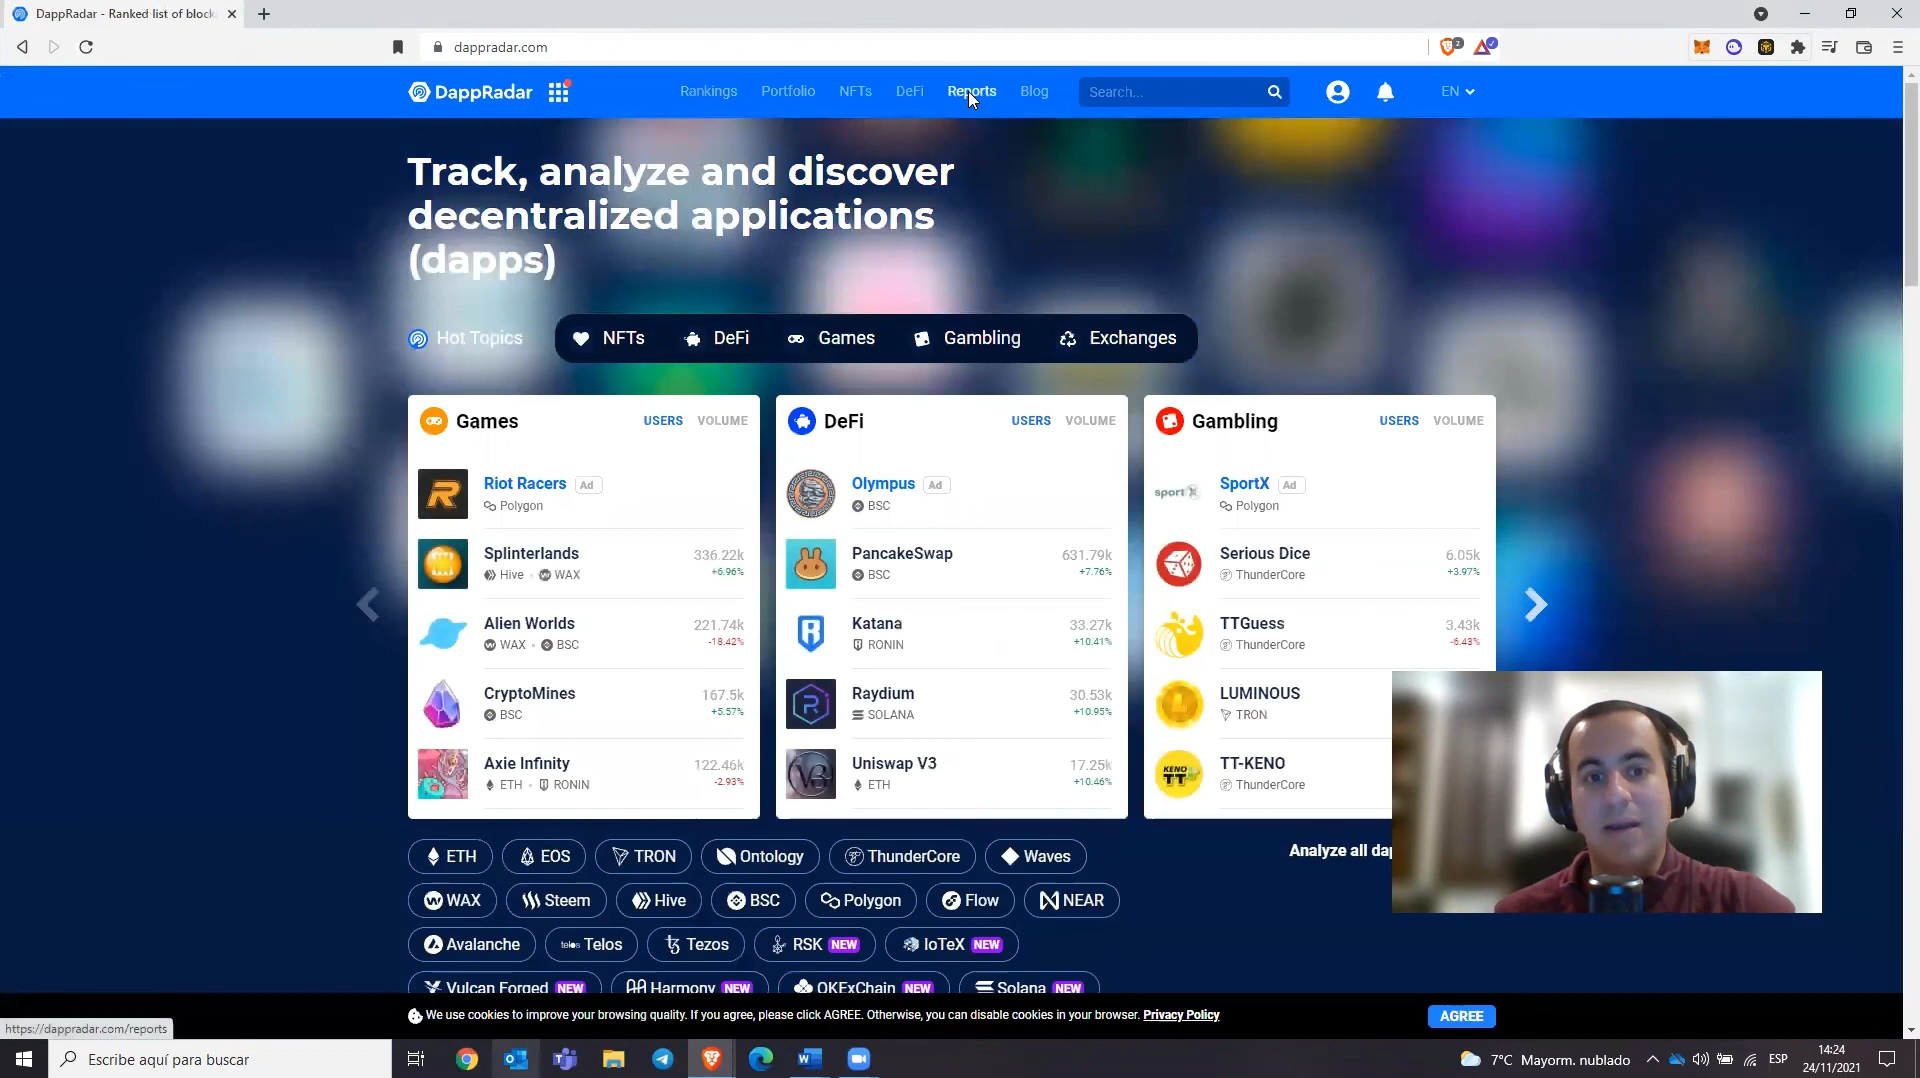 DappRadar - Ranked list of block
dappradar.com
DappRadar
Rankings
Portfolio
NFTs
DeFi
Reports
Blog
Search...
EN
Track, analyze and discover
decentralized applications
(dapps)
Hot Topics
NFTs
DeFi
Games
Gambling
Exchanges
Games
USERS
VOLUME
Riot Racers Ad
Polygon
Splinterlands 336.22k
Hive WAX +6.96%
Alien Worlds 221.74k
WAX BSC -18.42%
CryptoMines 167.5k
BSC +5.57%
Axie Infinity 122.46k
ETH RONIN -2.93%
DeFi
USERS
VOLUME
Olympus Ad
BSC
PancakeSwap 631.79k
BSC +7.76%
Katana 33.27k
RONIN +10.41%
Raydium 30.53k
SOLANA +10.95%
Uniswap V3 17.25k
ETH +10.46%
Gambling
USERS
VOLUME
sportX
SportX Ad
Polygon
Serious Dice 6.05k
ThunderCore +3.97%
TTGuess 3.43k
ThunderCore -6.43%
LUMINOUS
TRON
KENO
TT
TT-KENO
ThunderCore
ETH
EOS
TRON
Ontology
ThunderCore
Waves
Analyze all dap
WAX
Steem
Hive
BSC
Polygon
Flow
NEAR
Avalanche
telos Telos
Tezos
RSK NEW
IoTeX NEW
Vulcan Forged NEW
Harmony NEW
OKExChain NEW
Solana NEW
We use cookies to improve your browsing quality. If you agree, please click AGREE. Otherwise, you can disable cookies in your browser. Privacy Policy
AGREE
https://dappradar.com/reports
Escribe aquí para buscar
7°C Mayorm. nublado
ESP
14:24
24/11/2021